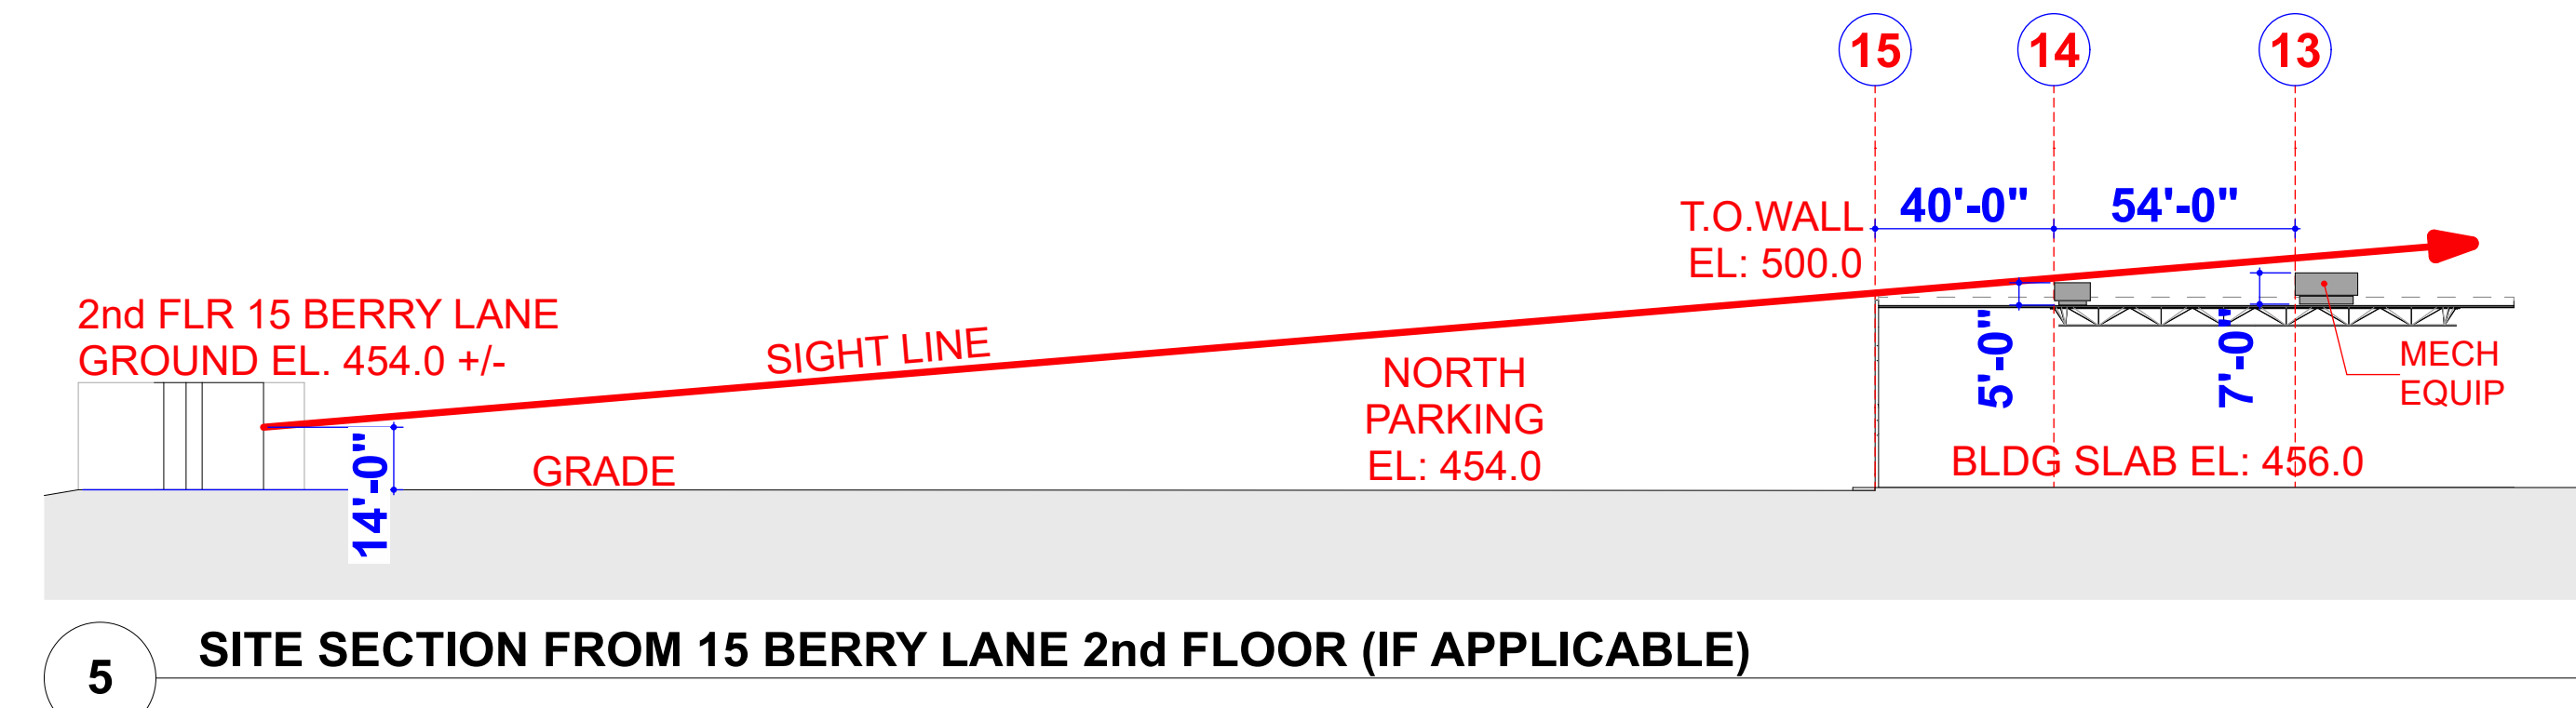 15
14
13
40'-0"
54'-0"
T.O.WALL
EL: 500.0
2nd FLR 15 BERRY LANE
GROUND EL. 454.0 +/-
SIGHT LINE
NORTH
PARKING
EL: 454.0
5'-0"
7'-0"
MECH
EQUIP
14'-0"
GRADE
BLDG SLAB EL: 456.0
5
SITE SECTION FROM 15 BERRY LANE 2nd FLOOR (IF APPLICABLE)